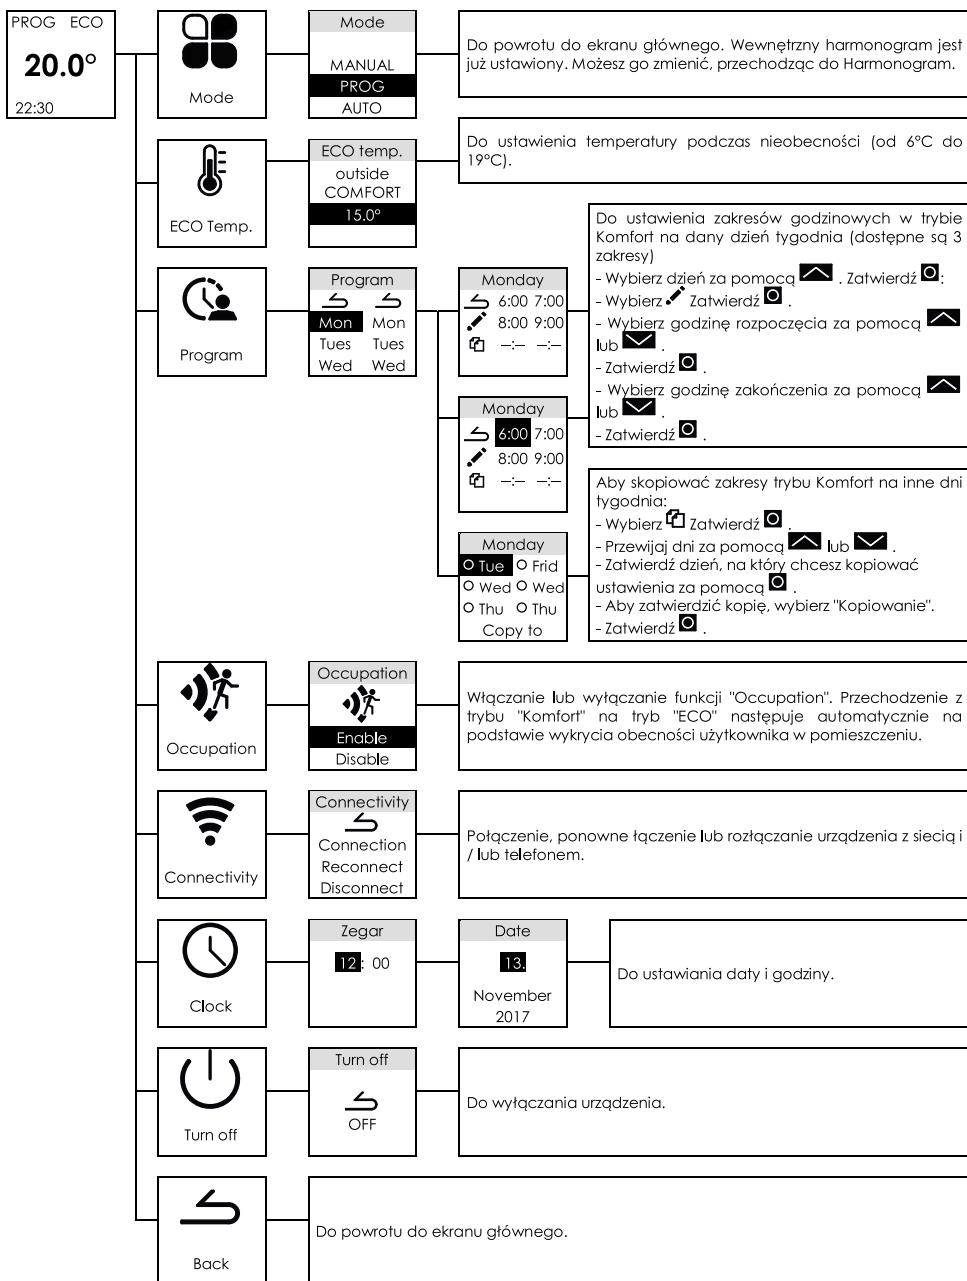 PROG ECO
20.0°
22:30
Mode
Mode
MANUAL
PROG
AUTO
Do powrotu do ekranu głównego. Wewnętrzny harmonogram jest
już ustawiony. Możesz go zmienić, przechodząc do Harmonogram.
ECO Temp.
ECO temp.
outside
COMFORT
15.0°
Do ustawienia temperatury podczas nieobecności (od 6°C do
19°C).
Program
Program
Mon Mon
Tues Tues
Wed Wed
Monday
6:00 7:00
8:00 9:00
–:– –:–
Monday
6:00 7:00
8:00 9:00
–:– –:–
Do ustawienia zakresów godzinowych w trybie
Komfort na dany dzień tygodnia (dostępne są 3
zakresy)
- Wybierz dzień za pomocą . Zatwierdź :
- Wybierz Zatwierdź .
- Wybierz godzinę rozpoczęcia za pomocą
lub .
- Zatwierdź .
- Wybierz godzinę zakończenia za pomocą
lub .
- Zatwierdź .
Monday
Tue Frid
Wed Wed
Thu Thu
Copy to
Aby skopiować zakresy trybu Komfort na inne dni
tygodnia:
- Wybierz Zatwierdź .
- Przewijaj dni za pomocą lub .
- Zatwierdź dzień, na który chcesz kopiować
ustawienia za pomocą .
- Aby zatwierdzić kopię, wybierz "Kopiowanie".
- Zatwierdź .
Occupation
Occupation
Enable
Disable
Włączanie lub wyłączanie funkcji "Occupation". Przechodzenie z
trybu "Komfort" na tryb "ECO" następuje automatycznie na
podstawie wykrycia obecności użytkownika w pomieszczeniu.
Connectivity
Connectivity
Connection
Reconnect
Disconnect
Połączenie, ponowne łączenie lub rozłączanie urządzenia z siecią i
/ lub telefonem.
Clock
Zegar
12: 00
Date
13.
November
2017
Do ustawiania daty i godziny.
Turn off
Turn off
OFF
Do wyłączania urządzenia.
Back
Do powrotu do ekranu głównego.